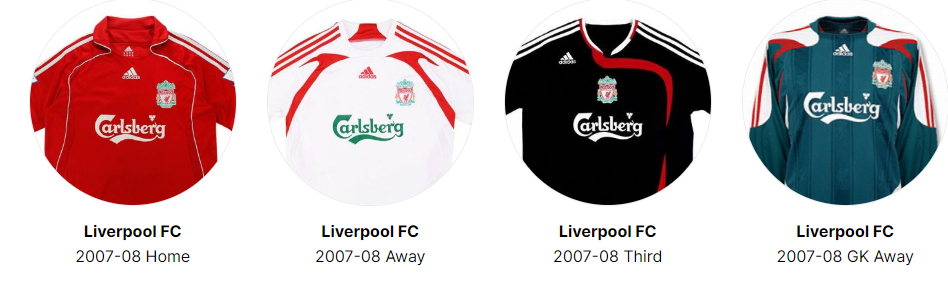 adidas
Carlsberg
adidas
Carlsberg
adidas
Carlsberg
adidas
Carlsberg
Liverpool FC
2007-08 Home
Liverpool FC
2007-08 Away
Liverpool FC
2007-08 Third
Liverpool FC
2007-08 GK Away